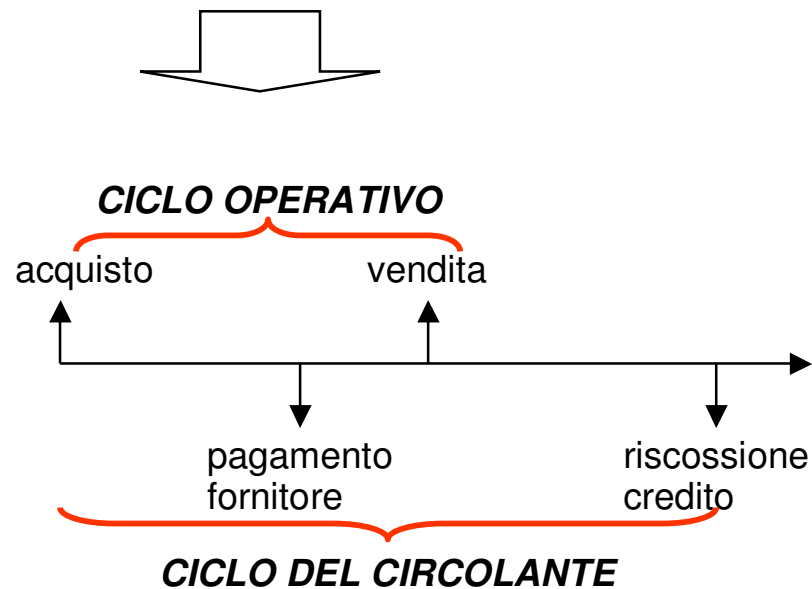 CICLO OPERATIVO
acquisto
vendita
pagamento
fornitore
riscossione
credito
CICLO DEL CIRCOLANTE